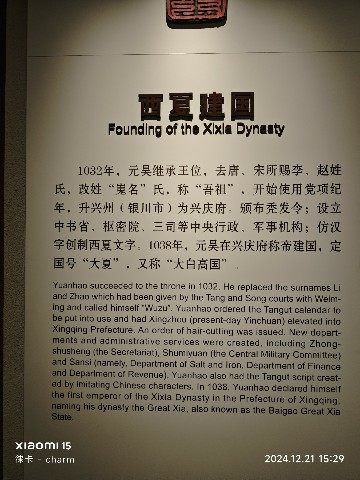 西夏建国
Founding of the Xixia Dynasty
1032年，元昊继承王位，去唐、宋所赐李、赵姓
氏，改姓“嵬名”氏，称“吾祖”，开始使用党项纪
年，升兴州（银川市）为兴庆府。颁布秃发令；设立
中书省、枢密院、三司等中央行政、军事机构；仿汉
字创制西夏文字。1038年，元昊在兴庆府称帝建国，定
国号“大夏”，又称“大白高国”。
Yuanhao succeeded to the throne in 1032. He replaced the surnames Li
and Zhao which had been given by the Tang and Song courts with Weim-
ing and called himself “Wuzu”. Yuanhao ordered the Tangut calendar to
be put into use and had Xingzhou (present-day Yinchuan) elevated into
Xingqing Prefecture. An order of hair-cutting was issued. New depart-
ments and administrative services were created, including Zhong-
shusheng (the Secretariat), Shumiyuan (the Central Military Committee)
and Sansi (namely, Department of Salt and Iron, Department of Finance
and Department of Revenue). Yuanhao also had the Tangut script creat-
ed by imitating Chinese characters. In 1038, Yuanhao declared himself
the first emperor of the Xixia Dynasty in the Prefecture of Xingqing,
naming his dynasty the Great Xia, also known as the Baigao Great Xia
State.
xiaomi 15
徕卡 - charm
2024.12.21 15:29